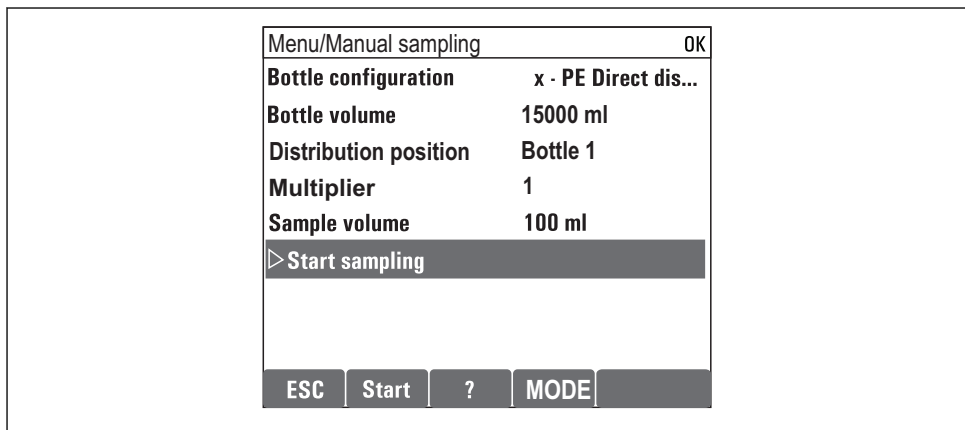 Menu/Manual sampling OK
Bottle configuration x - PE Direct dis...
Bottle volume 15000 ml
Distribution position Bottle 1
Multiplier 1
Sample volume 100 ml
▷Start sampling
ESC Start ? MODE